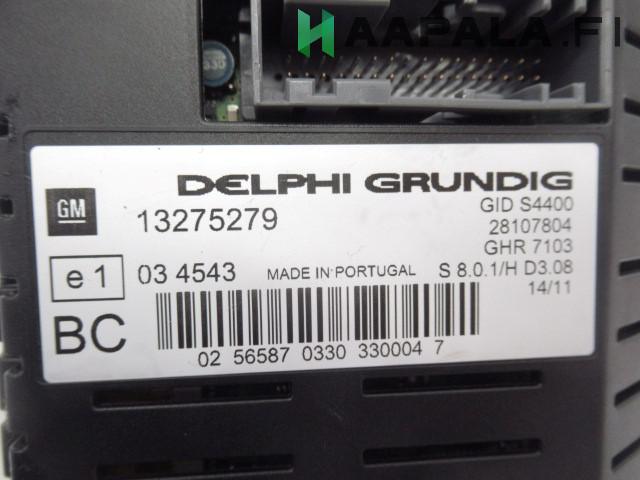 HAAPALA.FI
DELPHI GRUNDIG
GM
13275279
GID S4400
28107804
GHR 7103
e 1
03 4543
MADE IN PORTUGAL
S 8.0.1/H D3.08
14/11
BC
02 56587 0330 330004 7